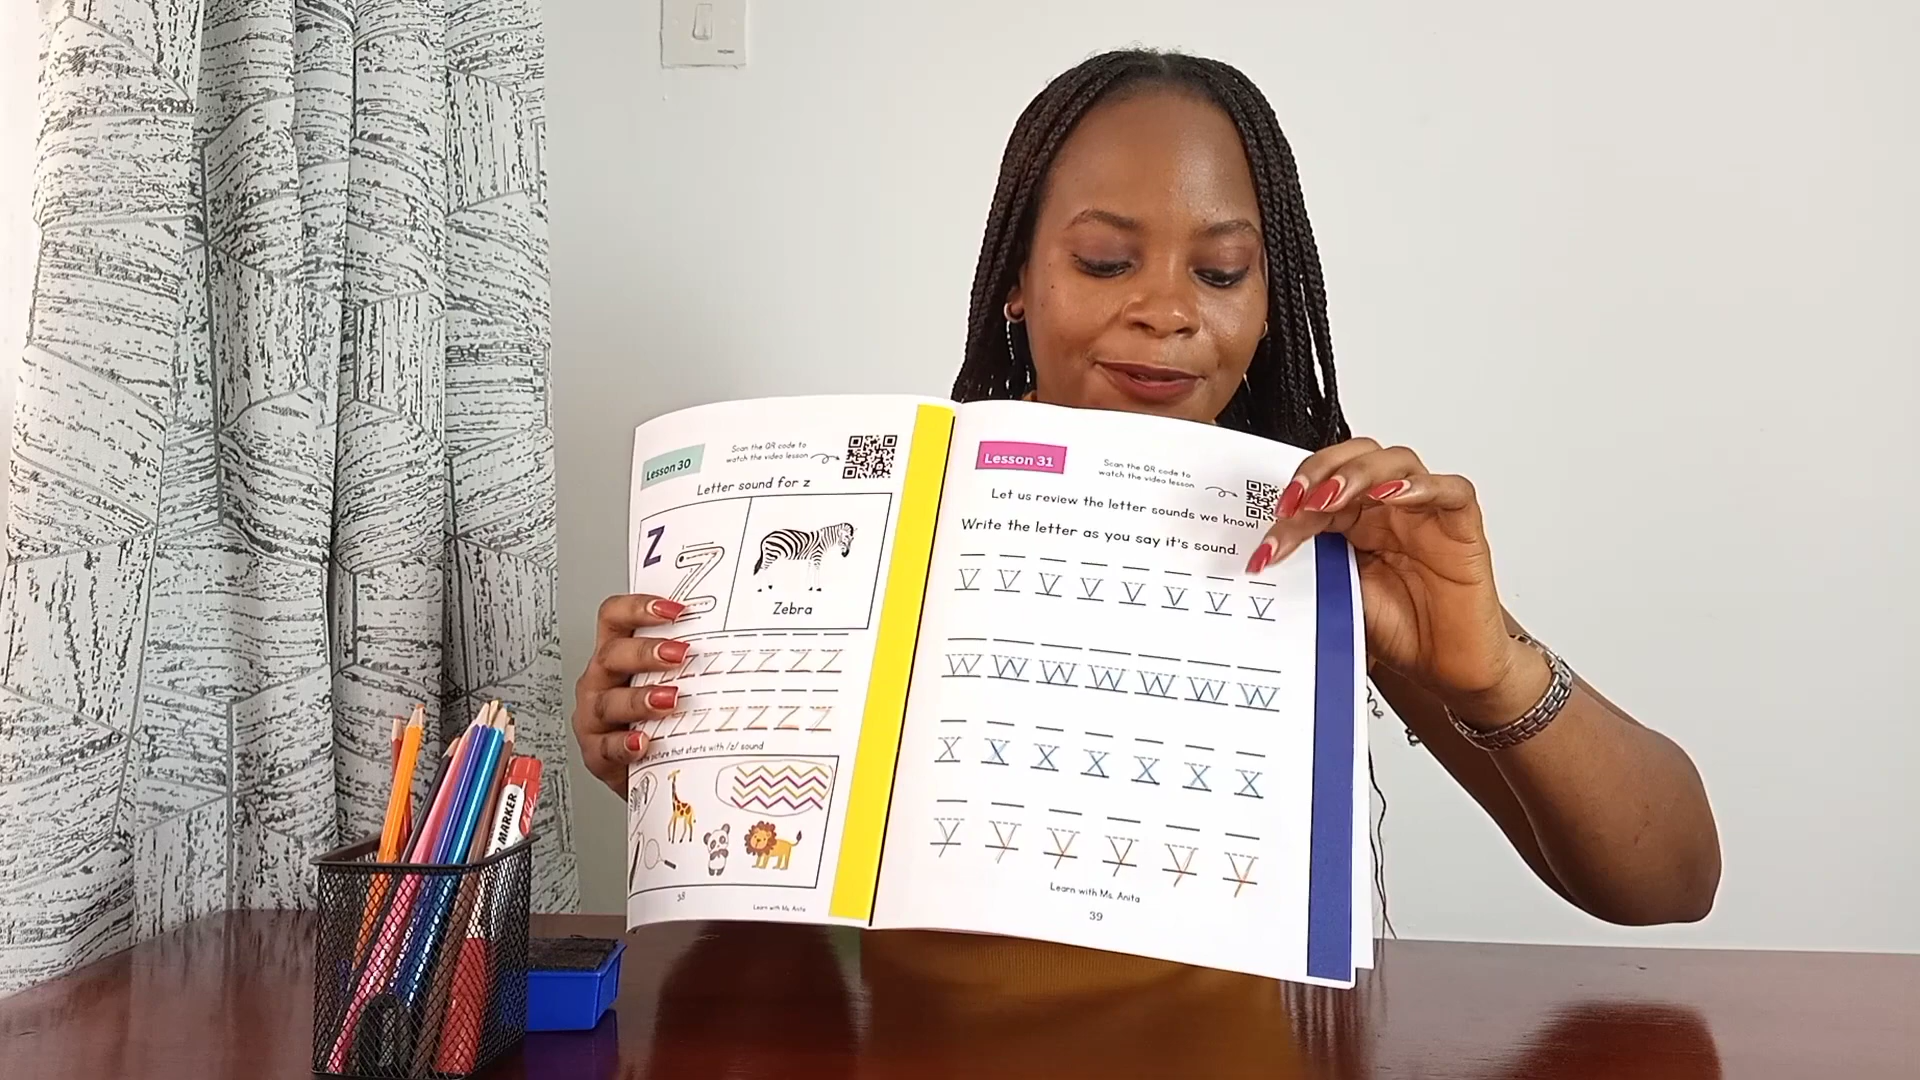 Lesson 30
Scan the QR code to
watch the video lesson
Letter sound for z
Z
Z
Zebra
Z Z Z Z Z Z
Z Z Z Z Z Z
picture that starts with /z/ sound
38
Learn with Ms. Anita
Lesson 31
Scan the QR code to
watch the video lesson
Let us review the letter sounds we know!
Write the letter as you say it's sound.
v v v v v v v v
w w w w w w w
x x x x x x x
y y y y y y
Learn with Ms. Anita
39
MARKER